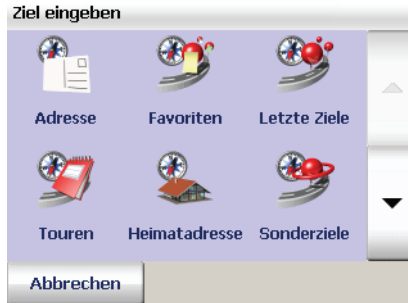 Ziel eingeben
Adresse Favoriten Letzte Ziele
Touren Heimatadresse Sonderziele
Abbrechen